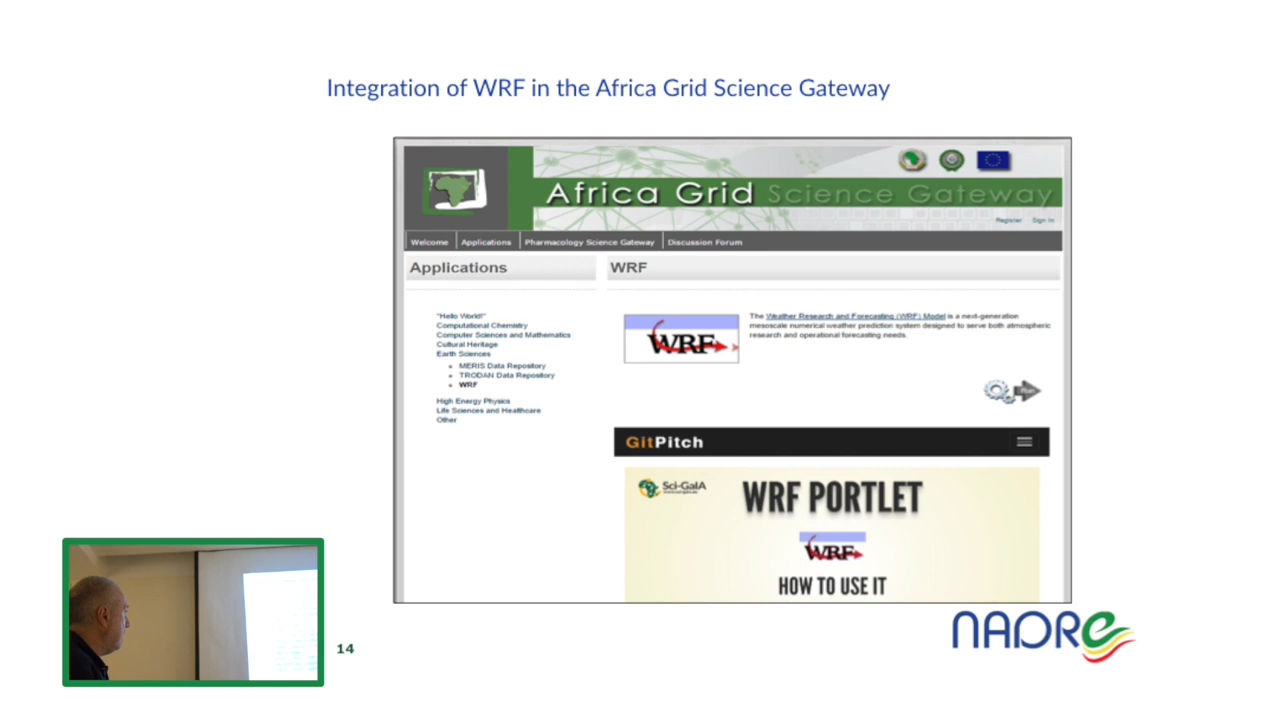 Integration of WRF in the Africa Grid Science Gateway
Africa Grid Science Gateway
Register Sign In
Welcome Applications Pharmacology Science Gateway Discussion Forum
Applications
"Hello World!"
Computational Chemistry
Computer Sciences and Mathematics
Cultural Heritage
Earth Sciences
MERIS Data Repository
TRODAN Data Repository
WRF
High Energy Physics
Life Sciences and Healthcare
Other
WRF
WRF
The Weather Research and Forecasting (WRF) Model is a next-generation
mesoscale numerical weather prediction system designed to serve both atmospheric
research and operational forecasting needs.
GitPitch
Sci-GaIA
WRF PORTLET
WRF
HOW TO USE IT
14
NADRE